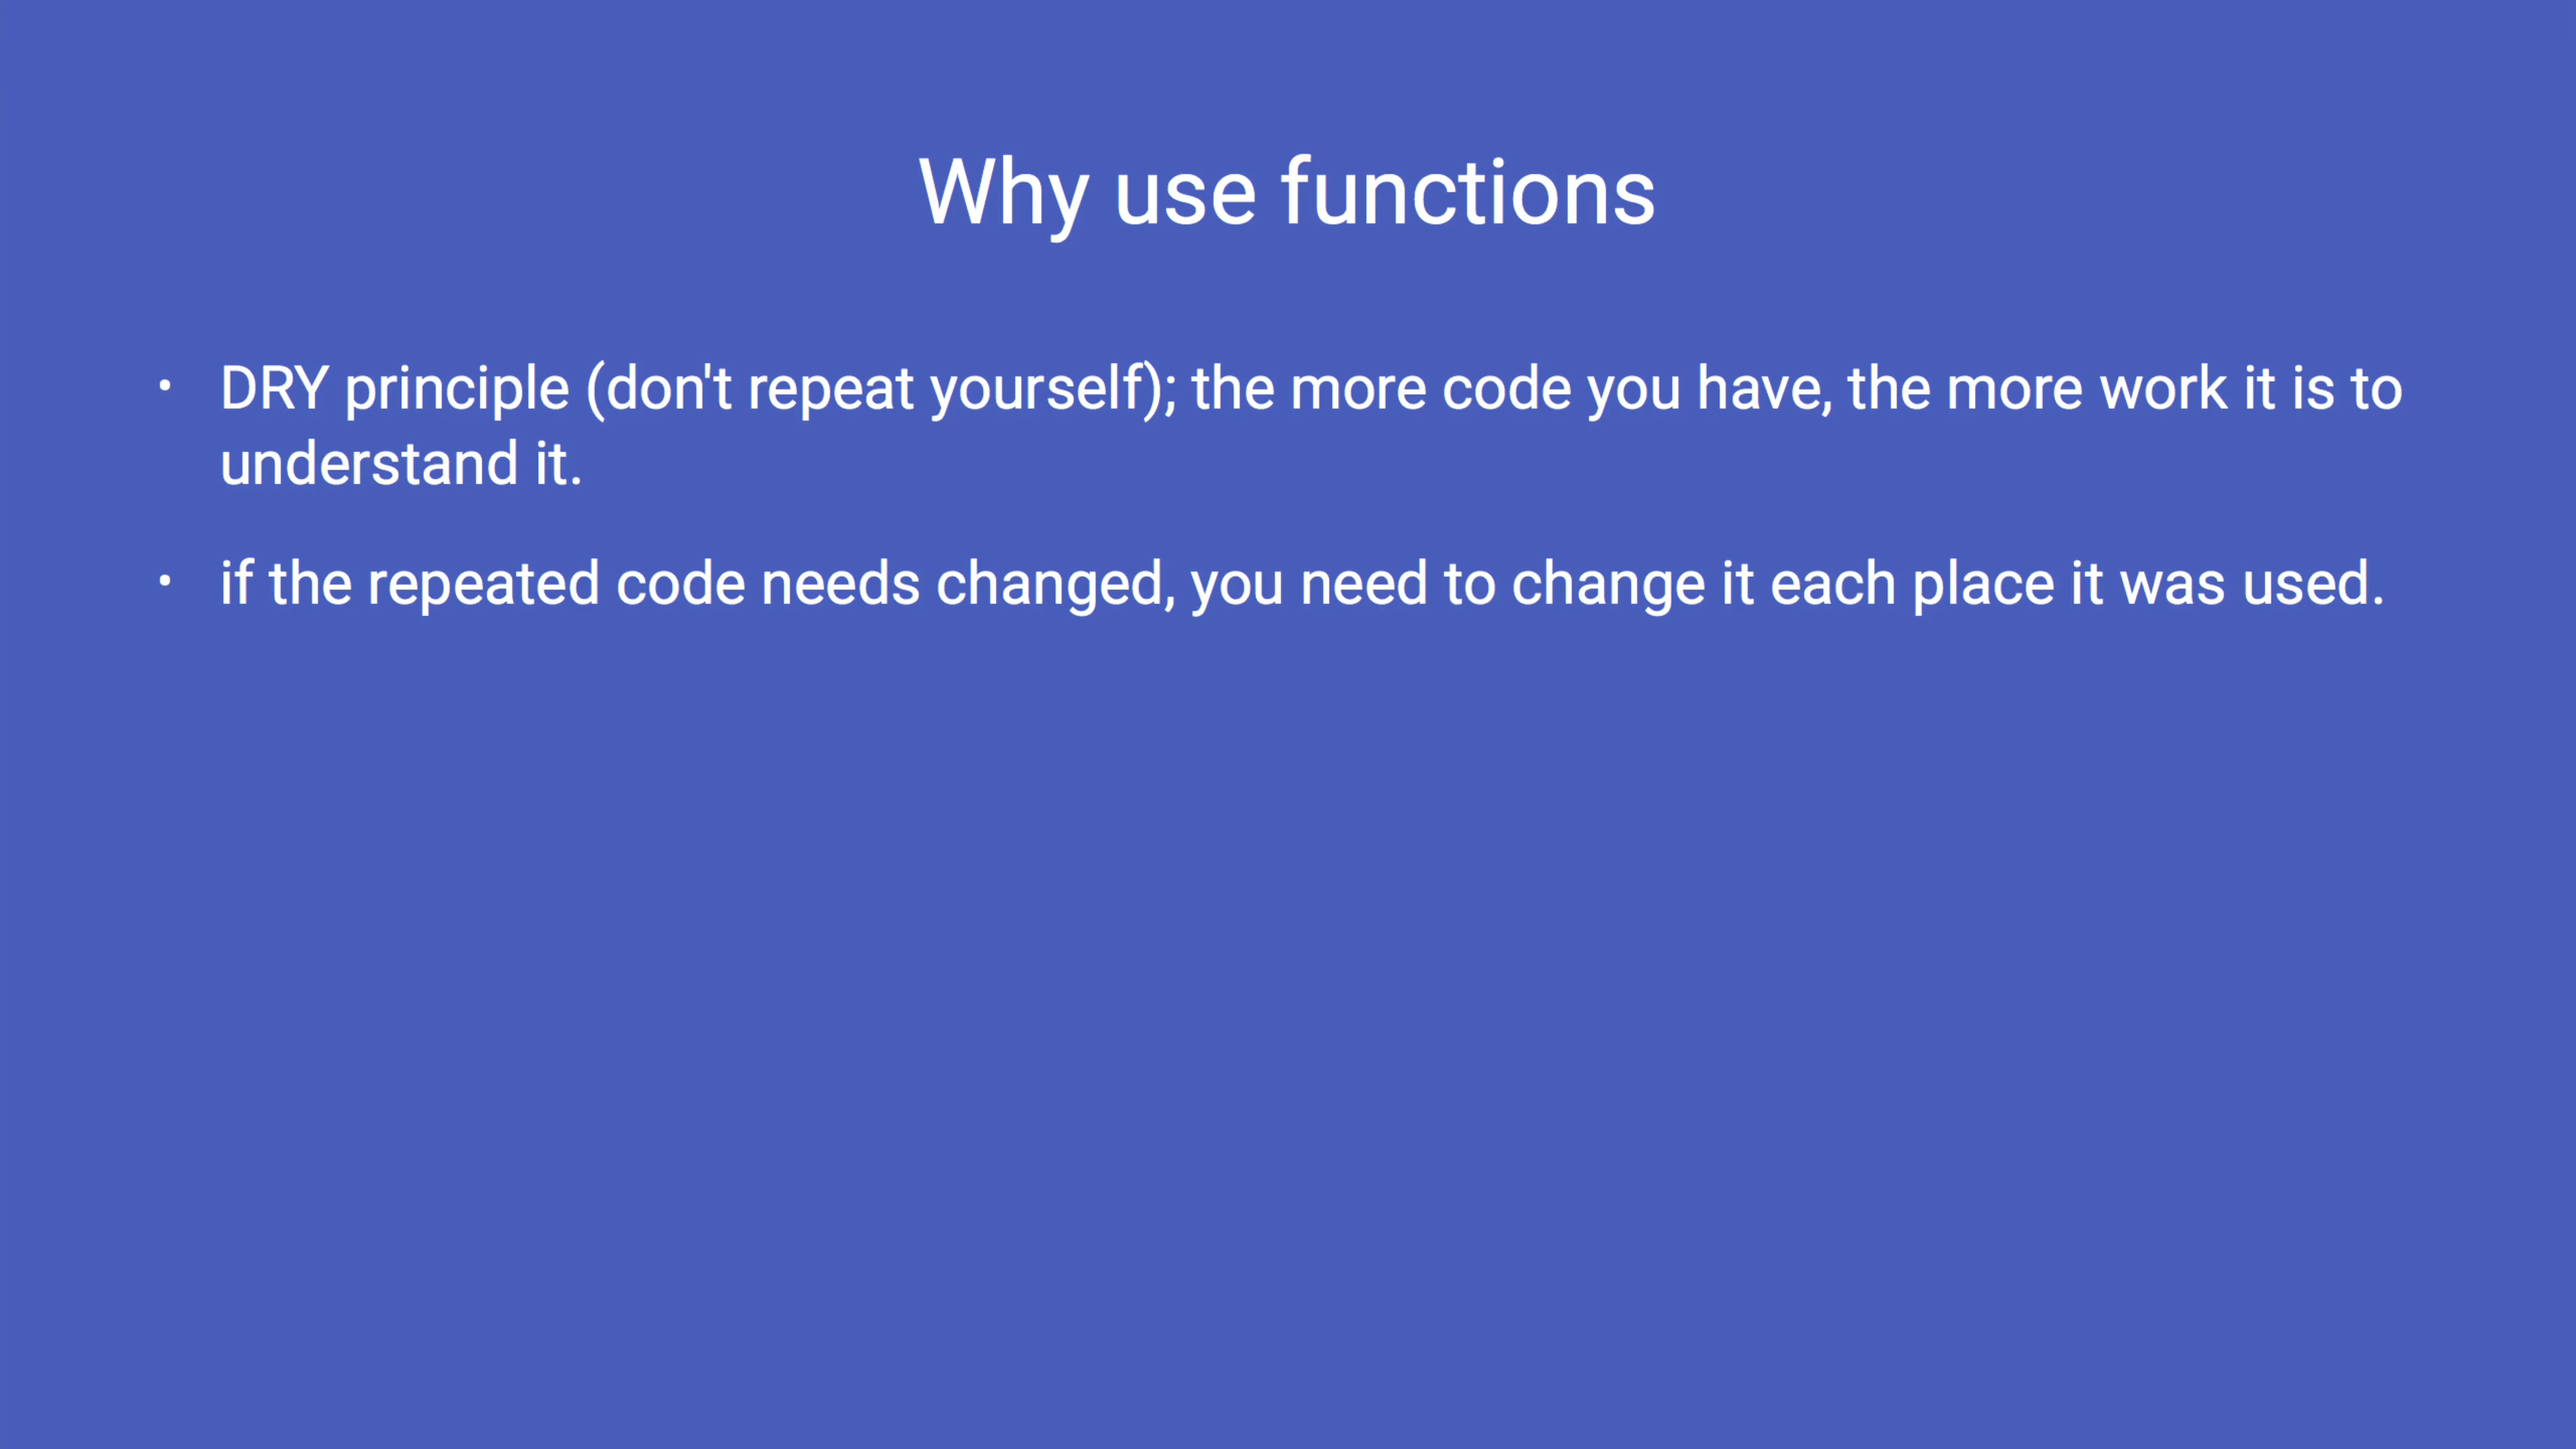 Why use functions
• DRY principle (don't repeat yourself); the more code you have, the more work it is to
understand it.
• if the repeated code needs changed, you need to change it each place it was used.